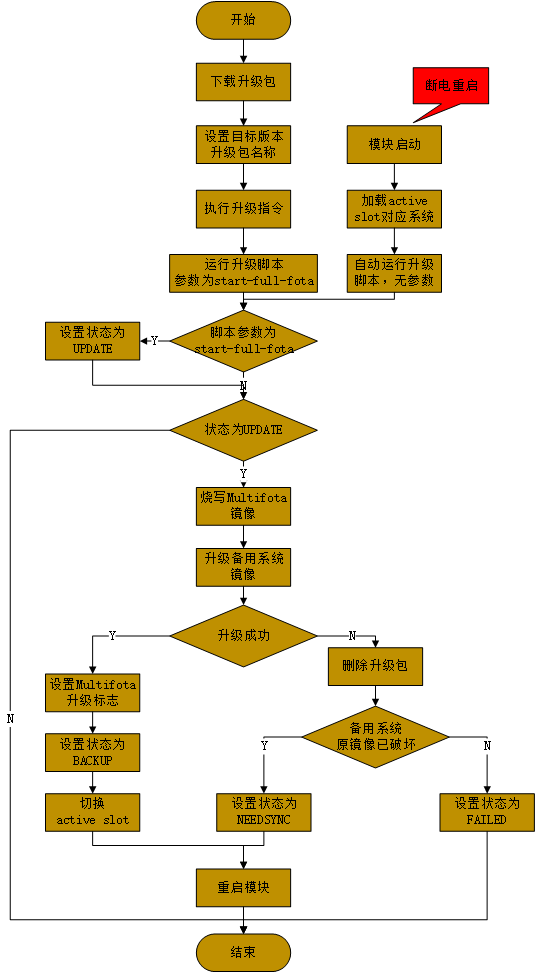 开始
下载升级包
断电重启
设置目标版本
升级包名称
模块启动
执行升级指令
加载active
slot对应系统
运行升级脚本
参数为start-full-fota
自动运行升级
脚本，无参数
脚本参数为
start-full-fota
Y
设置状态为
UPDATE
N
状态为UPDATE
Y
烧写Multifota
镜像
升级备用系统
镜像
升级成功
Y
N
删除升级包
设置Multifota
升级标志
N
备用系统
原镜像已破坏
Y
N
设置状态为
BACKUP
切换
active slot
设置状态为
NEEDSYNC
设置状态为
FAILED
重启模块
结束